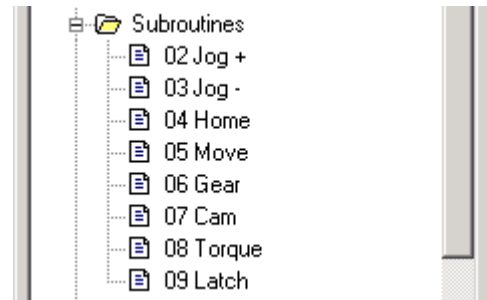 Subroutines
02 Jog +
03 Jog -
04 Home
05 Move
06 Gear
07 Cam
08 Torque
09 Latch